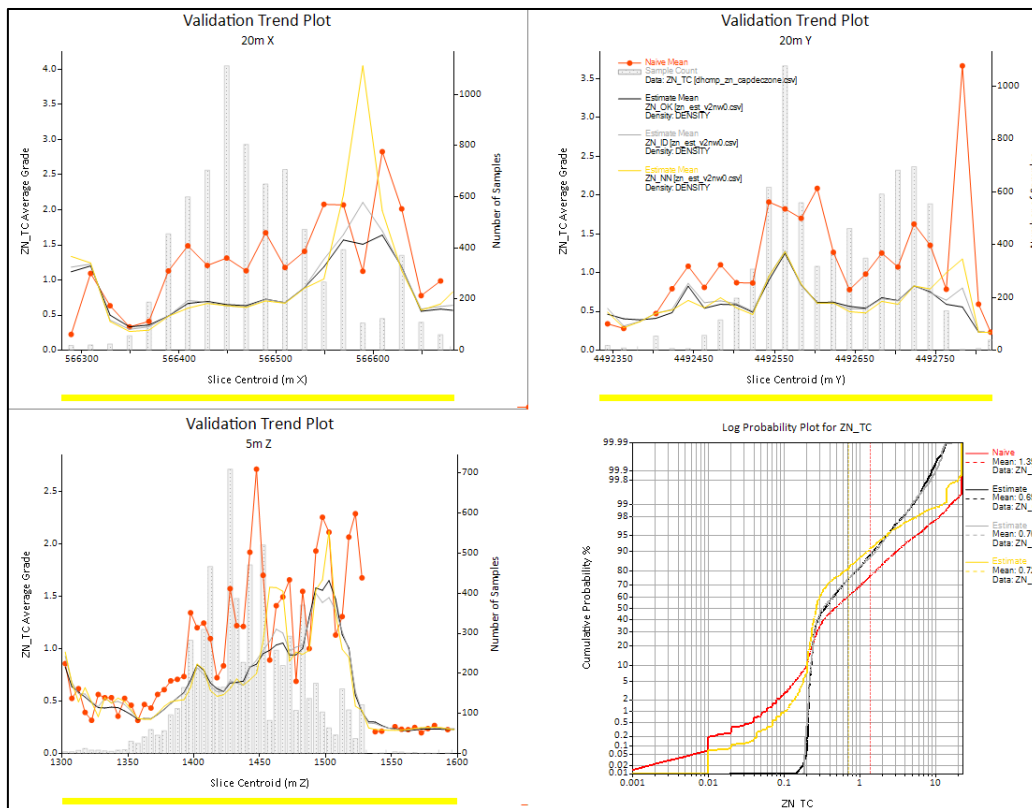 Validation Trend Plot
20m X
4.0
3.5
3.0
2.5
2.0
1.5
1.0
0.5
0.0
ZN_TC Average Grade
1000
800
600
400
200
0
Number of Samples
566300
566400
566500
566600
Slice Centroid (m X)
Validation Trend Plot
20m Y
3.5
3.0
2.5
2.0
1.5
1.0
0.5
0.0
ZN_TC Average Grade
Naive Mean
Sample Count
Data: ZN_TC [dhcmp_zn_capdeczone.csv]
Estimate Mean
ZN_OK [zn_est_v2nw0.csv]
Density: DENSITY
Estimate Mean
ZN_ID [zn_est_v2nw0.csv]
Density: DENSITY
Estimate Mean
ZN_NN [zn_est_v2nw0.csv]
Density: DENSITY
1000
800
600
400
200
0
4492350
4492450
4492550
4492650
4492750
Slice Centroid (m Y)
Validation Trend Plot
5m Z
2.5
2.0
1.5
1.0
0.5
0.0
ZN_TC Average Grade
700
600
500
400
300
200
100
0
Number of Samples
1300
1350
1400
1450
1500
1550
1600
Slice Centroid (m Z)
Log Probability Plot for ZN_TC
99.99
99.9
99.8
99
98
95
90
80
70
60
50
40
30
20
10
5
2
1
0.5
0.2
0.1
0.05
0.02
0.01
Cumulative Probability %
0.001
0.01
0.1
1
10
ZN_TC
Naive
Data: ZN_
Estimate
Data: ZN_
Estimate
Data: ZN_
Estimate
Data: ZN_